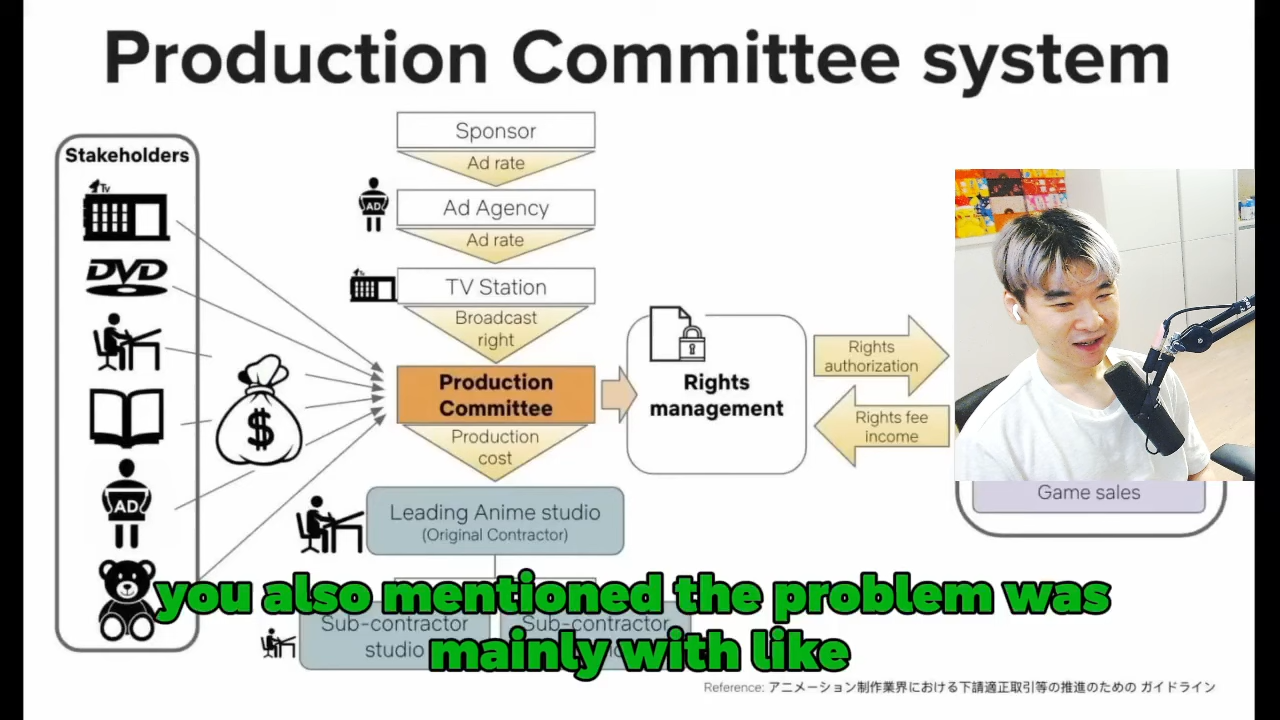 Production Committee system
Stakeholders
Tv
DVD
AD
Sponsor
Ad rate
AD
Ad Agency
Ad rate
TV Station
Broadcast
right
Production
Committee
Production
cost
$
Leading Anime studio
(Original Contractor)
Sub-contractor
studio
Sub-contractor
Rights
management
Rights
authorization
Rights fee
income
Game sales
you also mentioned the problem was
mainly with like
Reference: アニメーション制作業界における下請適正取引等の推進のための ガイドライン